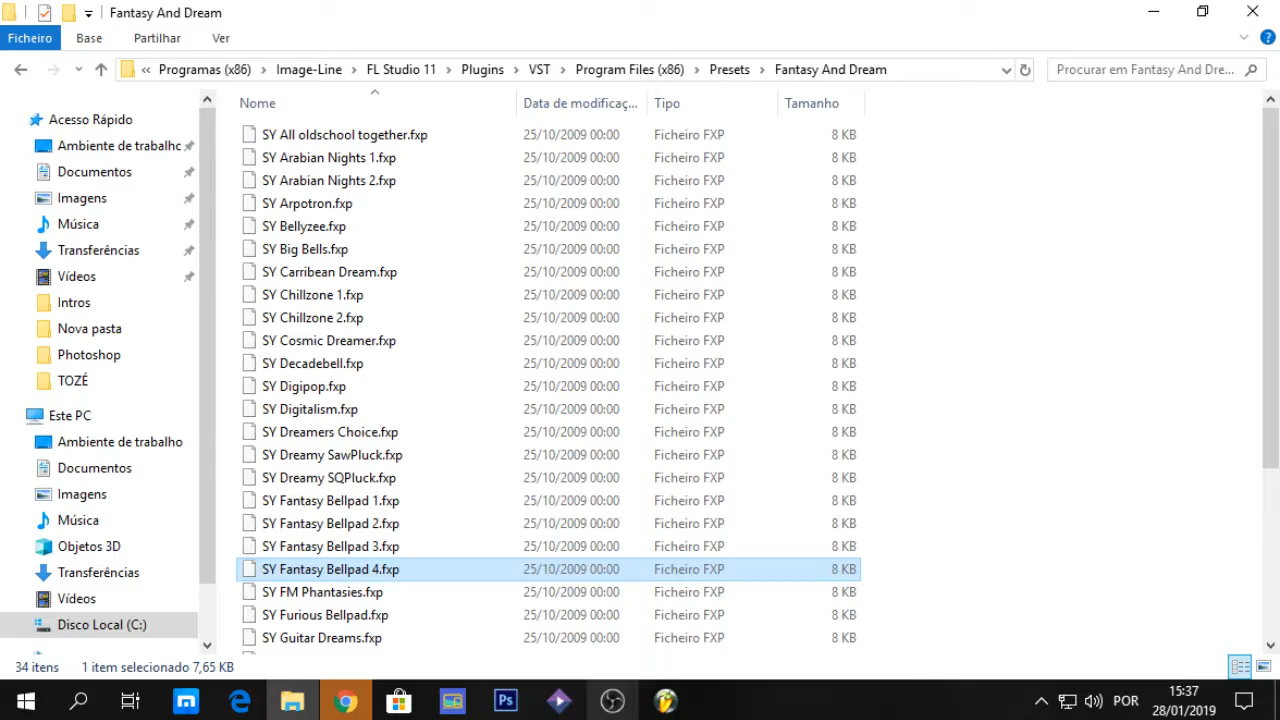 Fantasy And Dream
Ficheiro Base Partilhar Ver
« Programas (x86) › Image-Line › FL Studio 11 › Plugins › VST › Program Files (x86) › Presets › Fantasy And Dream Procurar em Fantasy And Dre...
Acesso Rápido
Ambiente de trabalho
Documentos
Imagens
Música
Transferências
Vídeos
Intros
Nova pasta
Photoshop
TOZÉ
Este PC
Ambiente de trabalho
Documentos
Imagens
Música
Objetos 3D
Transferências
Vídeos
Disco Local (C:)
Nome Data de modificaç... Tipo Tamanho
SY All oldschool together.fxp 25/10/2009 00:00 Ficheiro FXP 8 KB
SY Arabian Nights 1.fxp 25/10/2009 00:00 Ficheiro FXP 8 KB
SY Arabian Nights 2.fxp 25/10/2009 00:00 Ficheiro FXP 8 KB
SY Arpotron.fxp 25/10/2009 00:00 Ficheiro FXP 8 KB
SY Bellyzee.fxp 25/10/2009 00:00 Ficheiro FXP 8 KB
SY Big Bells.fxp 25/10/2009 00:00 Ficheiro FXP 8 KB
SY Carribean Dream.fxp 25/10/2009 00:00 Ficheiro FXP 8 KB
SY Chillzone 1.fxp 25/10/2009 00:00 Ficheiro FXP 8 KB
SY Chillzone 2.fxp 25/10/2009 00:00 Ficheiro FXP 8 KB
SY Cosmic Dreamer.fxp 25/10/2009 00:00 Ficheiro FXP 8 KB
SY Decadebell.fxp 25/10/2009 00:00 Ficheiro FXP 8 KB
SY Digipop.fxp 25/10/2009 00:00 Ficheiro FXP 8 KB
SY Digitalism.fxp 25/10/2009 00:00 Ficheiro FXP 8 KB
SY Dreamers Choice.fxp 25/10/2009 00:00 Ficheiro FXP 8 KB
SY Dreamy SawPluck.fxp 25/10/2009 00:00 Ficheiro FXP 8 KB
SY Dreamy SQPluck.fxp 25/10/2009 00:00 Ficheiro FXP 8 KB
SY Fantasy Bellpad 1.fxp 25/10/2009 00:00 Ficheiro FXP 8 KB
SY Fantasy Bellpad 2.fxp 25/10/2009 00:00 Ficheiro FXP 8 KB
SY Fantasy Bellpad 3.fxp 25/10/2009 00:00 Ficheiro FXP 8 KB
SY Fantasy Bellpad 4.fxp 25/10/2009 00:00 Ficheiro FXP 8 KB
SY FM Phantasies.fxp 25/10/2009 00:00 Ficheiro FXP 8 KB
SY Furious Bellpad.fxp 25/10/2009 00:00 Ficheiro FXP 8 KB
SY Guitar Dreams.fxp 25/10/2009 00:00 Ficheiro FXP 8 KB
34 itens 1 item selecionado 7,65 KB
Ps
POR
15:37
28/01/2019